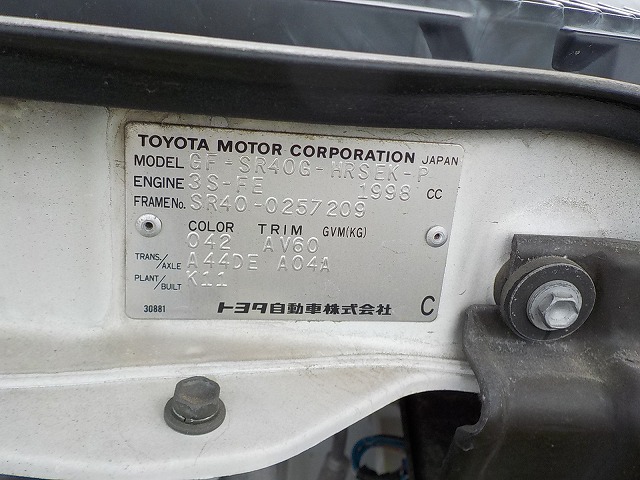 TOYOTA MOTOR CORPORATION JAPAN
MODEL GF-SR40G-HRSEK-P
ENGINE 3S-FE 1998 CC
FRAME No. SR40-0257209
COLOR TRIM GVM(KG)
042 AV60
TRANS./AXLE A44DE A04A
PLANT/BUILT K11
30881 トヨタ自動車株式会社 C